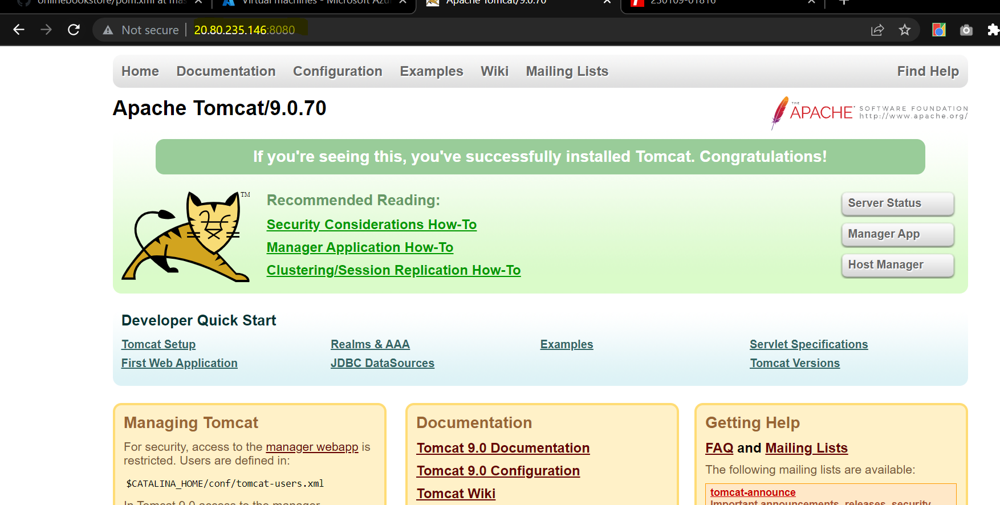 onlinebookstore/pom.xml at mas
Virtual machines - Microsoft Azu
Apache Tomcat/9.0.70
230109-01816
Not secure 20.80.235.146:8080
Home Documentation Configuration Examples Wiki Mailing Lists Find Help
Apache Tomcat/9.0.70
THE APACHE® SOFTWARE FOUNDATION
http://www.apache.org/
If you're seeing this, you've successfully installed Tomcat. Congratulations!
TM
Recommended Reading:
Security Considerations How-To
Manager Application How-To
Clustering/Session Replication How-To
Server Status
Manager App
Host Manager
Developer Quick Start
Tomcat Setup
First Web Application
Realms & AAA
JDBC DataSources
Examples
Servlet Specifications
Tomcat Versions
Managing Tomcat
For security, access to the manager webapp is
restricted. Users are defined in:
$CATALINA_HOME/conf/tomcat-users.xml
In Tomcat 9.0 access to the manager
Documentation
Tomcat 9.0 Documentation
Tomcat 9.0 Configuration
Tomcat Wiki
Getting Help
FAQ and Mailing Lists
The following mailing lists are available:
tomcat-announce
Important announcements, releases, security